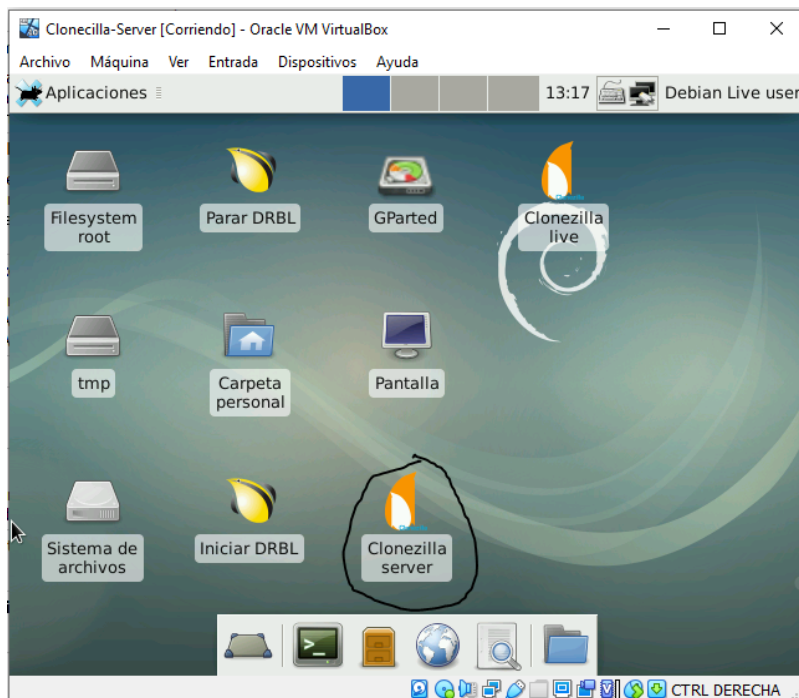 Clonecilla-Server [Corriendo] - Oracle VM VirtualBox
Archivo Máquina Ver Entrada Dispositivos Ayuda
Aplicaciones 13:17 Debian Live user
Filesystem
root
Parar DRBL
GParted
Clonezilla
live
tmp
Carpeta
personal
Pantalla
Sistema de
archivos
Iniciar DRBL
Clonezilla
server
CTRL DERECHA